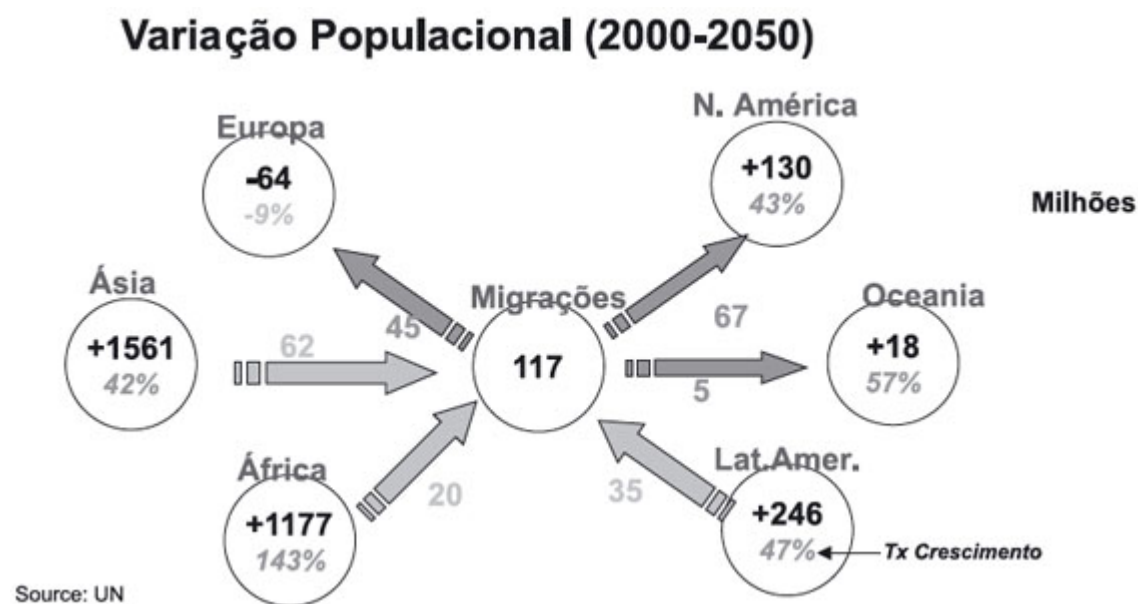 Variação Populacional (2000-2050)
Europa
-64
-9%
N. América
+130
43%
Milhões
Ásia
+1561
42%
62
45
Migrações
117
67
5
Oceania
+18
57%
África
+1177
143%
20
35
Lat.Amer.
+246
47%
Tx Crescimento
Source: UN